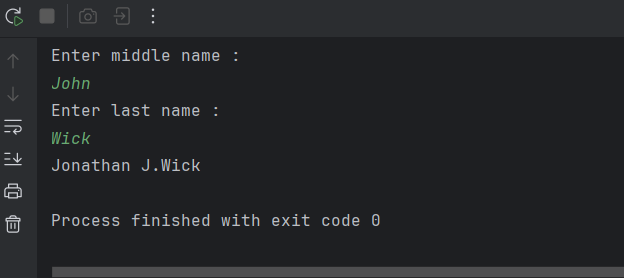 Enter middle name :
John
Enter last name :
Wick
Jonathan J.Wick
Process finished with exit code 0